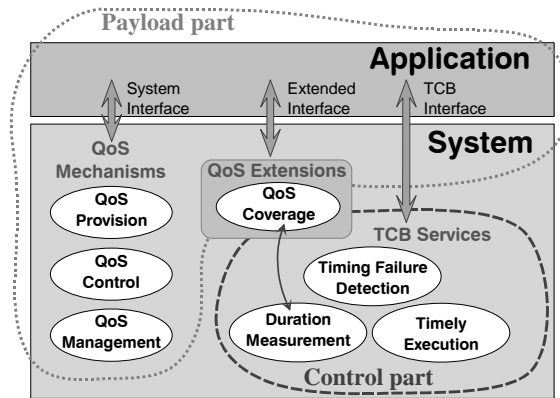 Payload part
Application
System
Interface
Extended
Interface
TCB
Interface
System
QoS
Mechanisms
QoS
Provision
QoS
Control
QoS
Management
QoS Extensions
QoS
Coverage
TCB Services
Timing Failure
Detection
Duration
Measurement
Timely
Execution
Control part